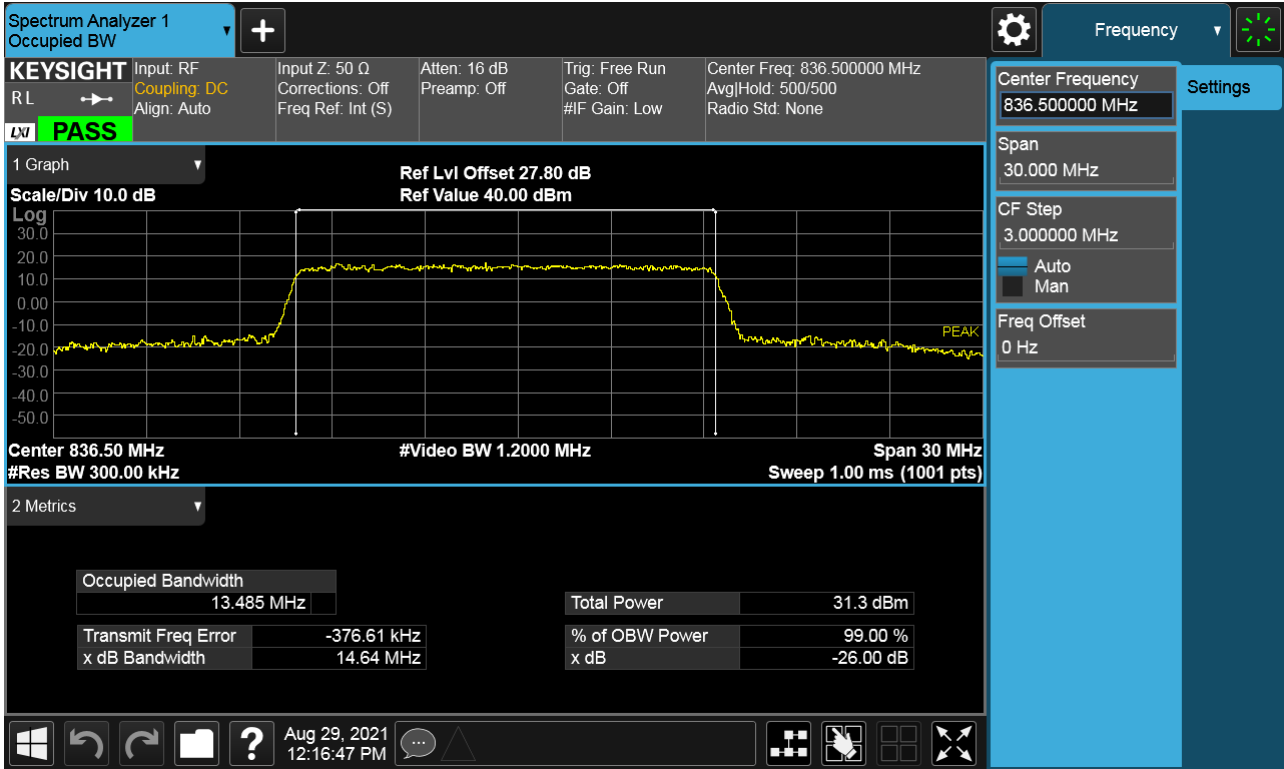 Spectrum Analyzer 1
Occupied BW
Frequency
KEYSIGHT
R L
LXI
PASS
Input: RF
Coupling: DC
Align: Auto
Input Z: 50 Ω
Corrections: Off
Freq Ref: Int (S)
Atten: 16 dB
Preamp: Off
Trig: Free Run
Gate: Off
#IF Gain: Low
Center Freq: 836.500000 MHz
Avg|Hold: 500/500
Radio Std: None
Center Frequency
836.500000 MHz
Settings
Span
30.000 MHz
CF Step
3.000000 MHz
Auto
Man
Freq Offset
0 Hz
1 Graph
Ref Lvl Offset 27.80 dB
Scale/Div 10.0 dB
Ref Value 40.00 dBm
Log
30.0
20.0
10.0
0.00
-10.0
-20.0
-30.0
-40.0
-50.0
PEAK
Center 836.50 MHz
#Video BW 1.2000 MHz
Span 30 MHz
#Res BW 300.00 kHz
Sweep 1.00 ms (1001 pts)
2 Metrics
Occupied Bandwidth
13.485 MHz
Total Power 31.3 dBm
Transmit Freq Error -376.61 kHz
% of OBW Power 99.00 %
x dB Bandwidth 14.64 MHz
x dB -26.00 dB
?
Aug 29, 2021
12:16:47 PM